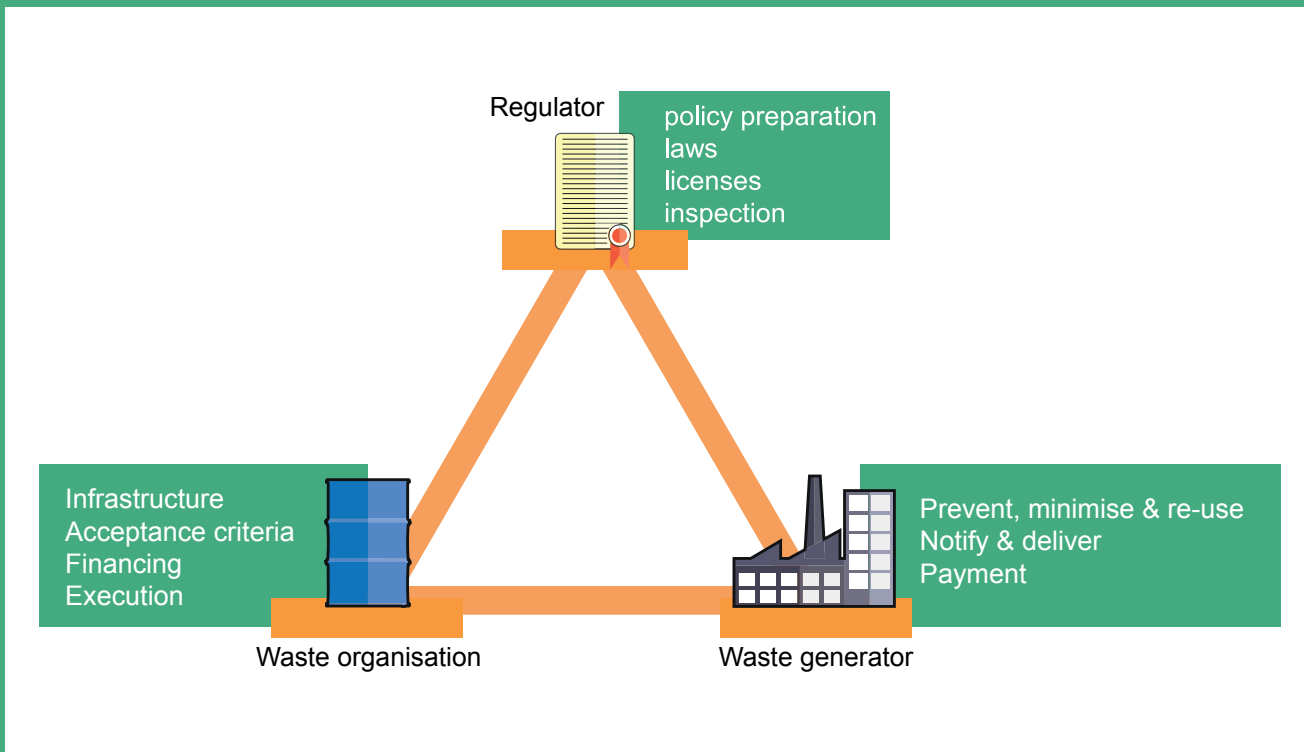 Regulator
policy preparation
laws
licenses
inspection
Infrastructure
Acceptance criteria
Financing
Execution
Waste organisation
Prevent, minimise & re-use
Notify & deliver
Payment
Waste generator